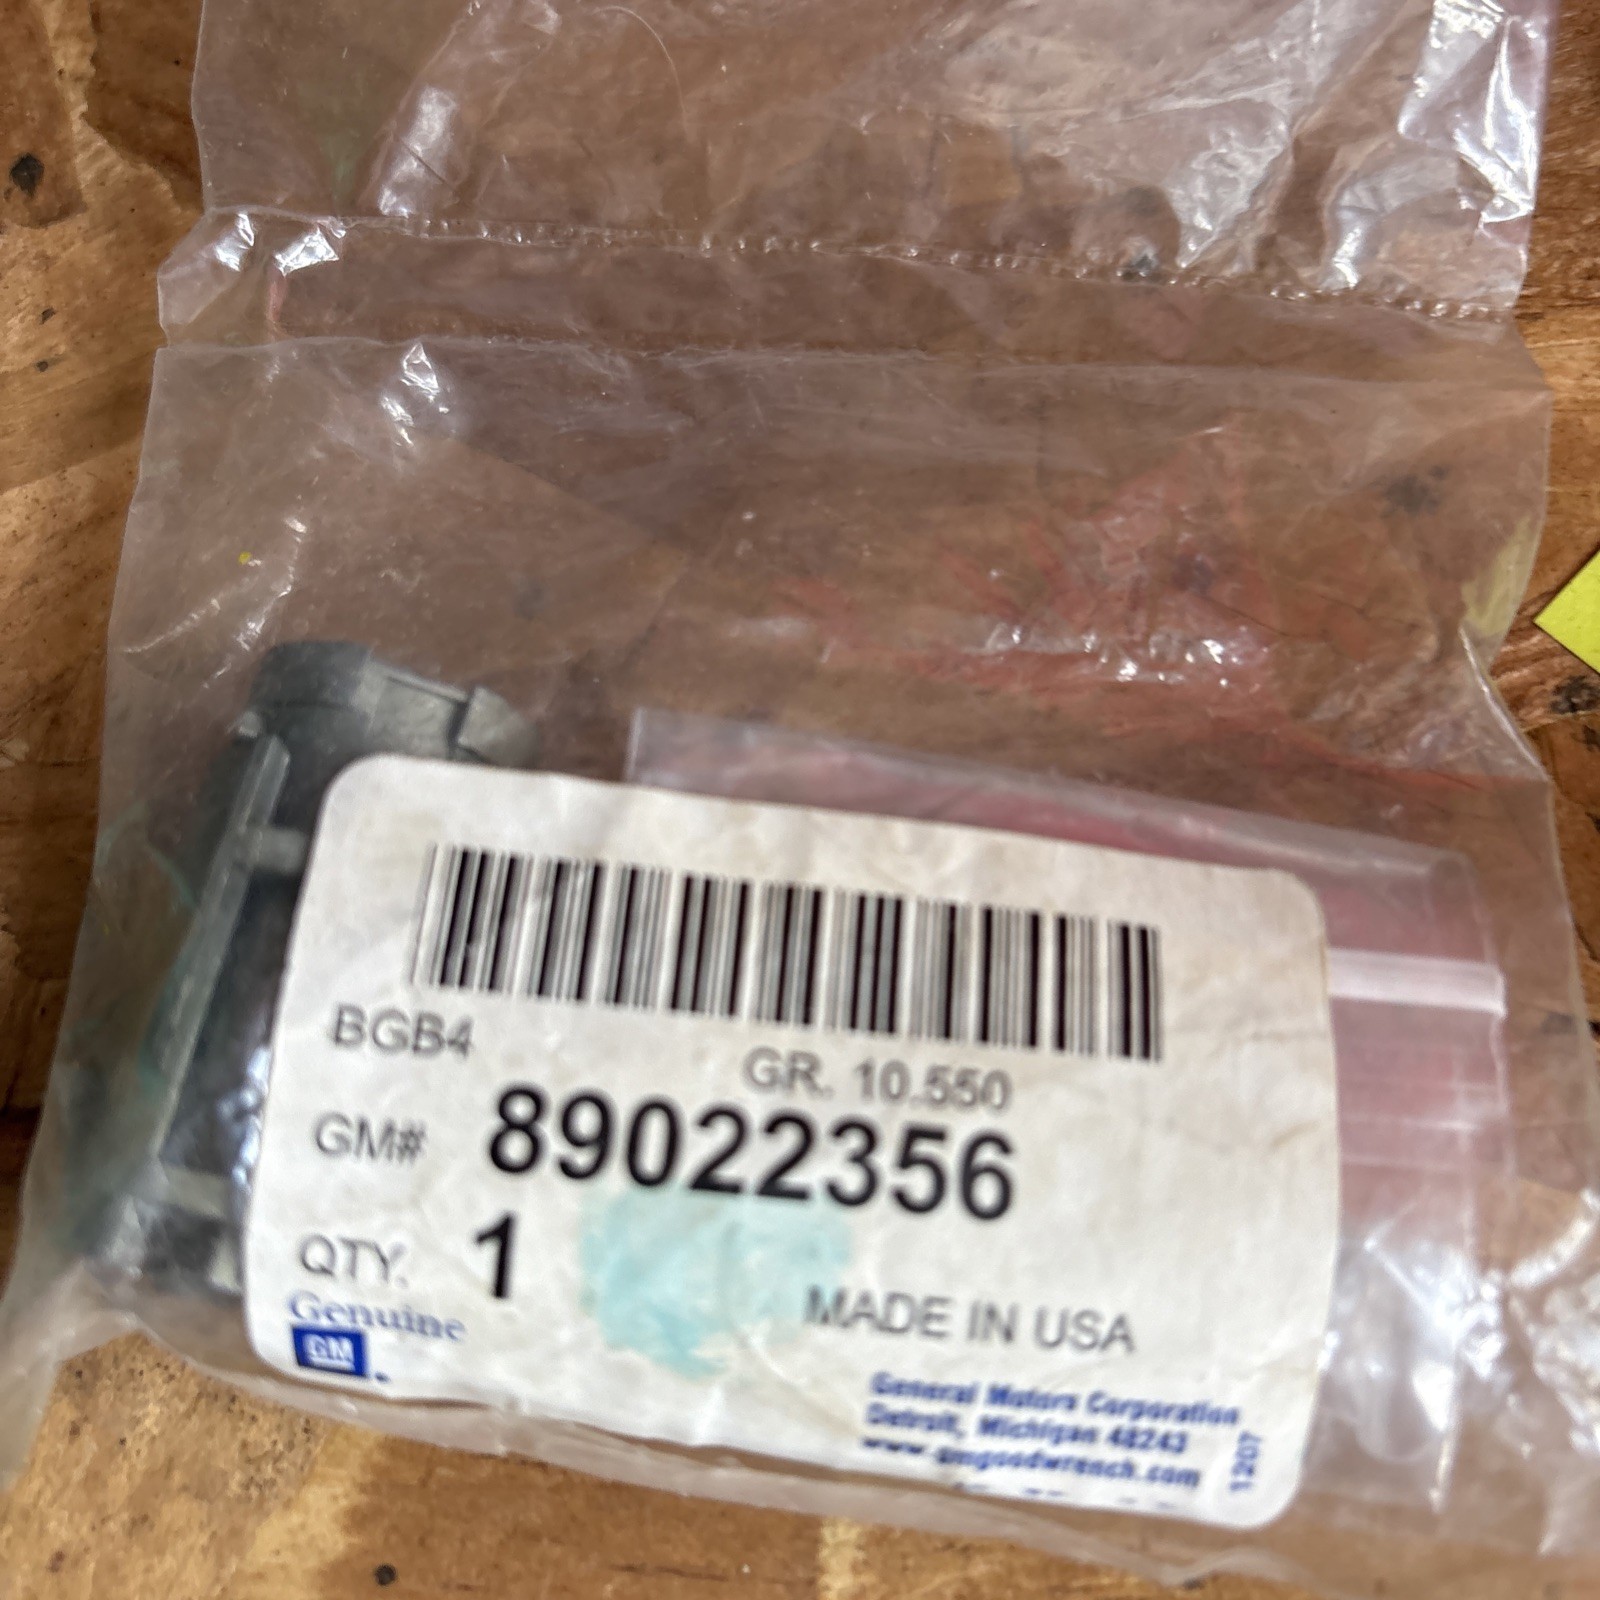 BGB4
GR. 10.550
GM# 89022356
QTY. 1
MADE IN USA
Genuine
GM
General Motors Corporation
Detroit, Michigan 48243
www.gmgoodwrench.com
1207